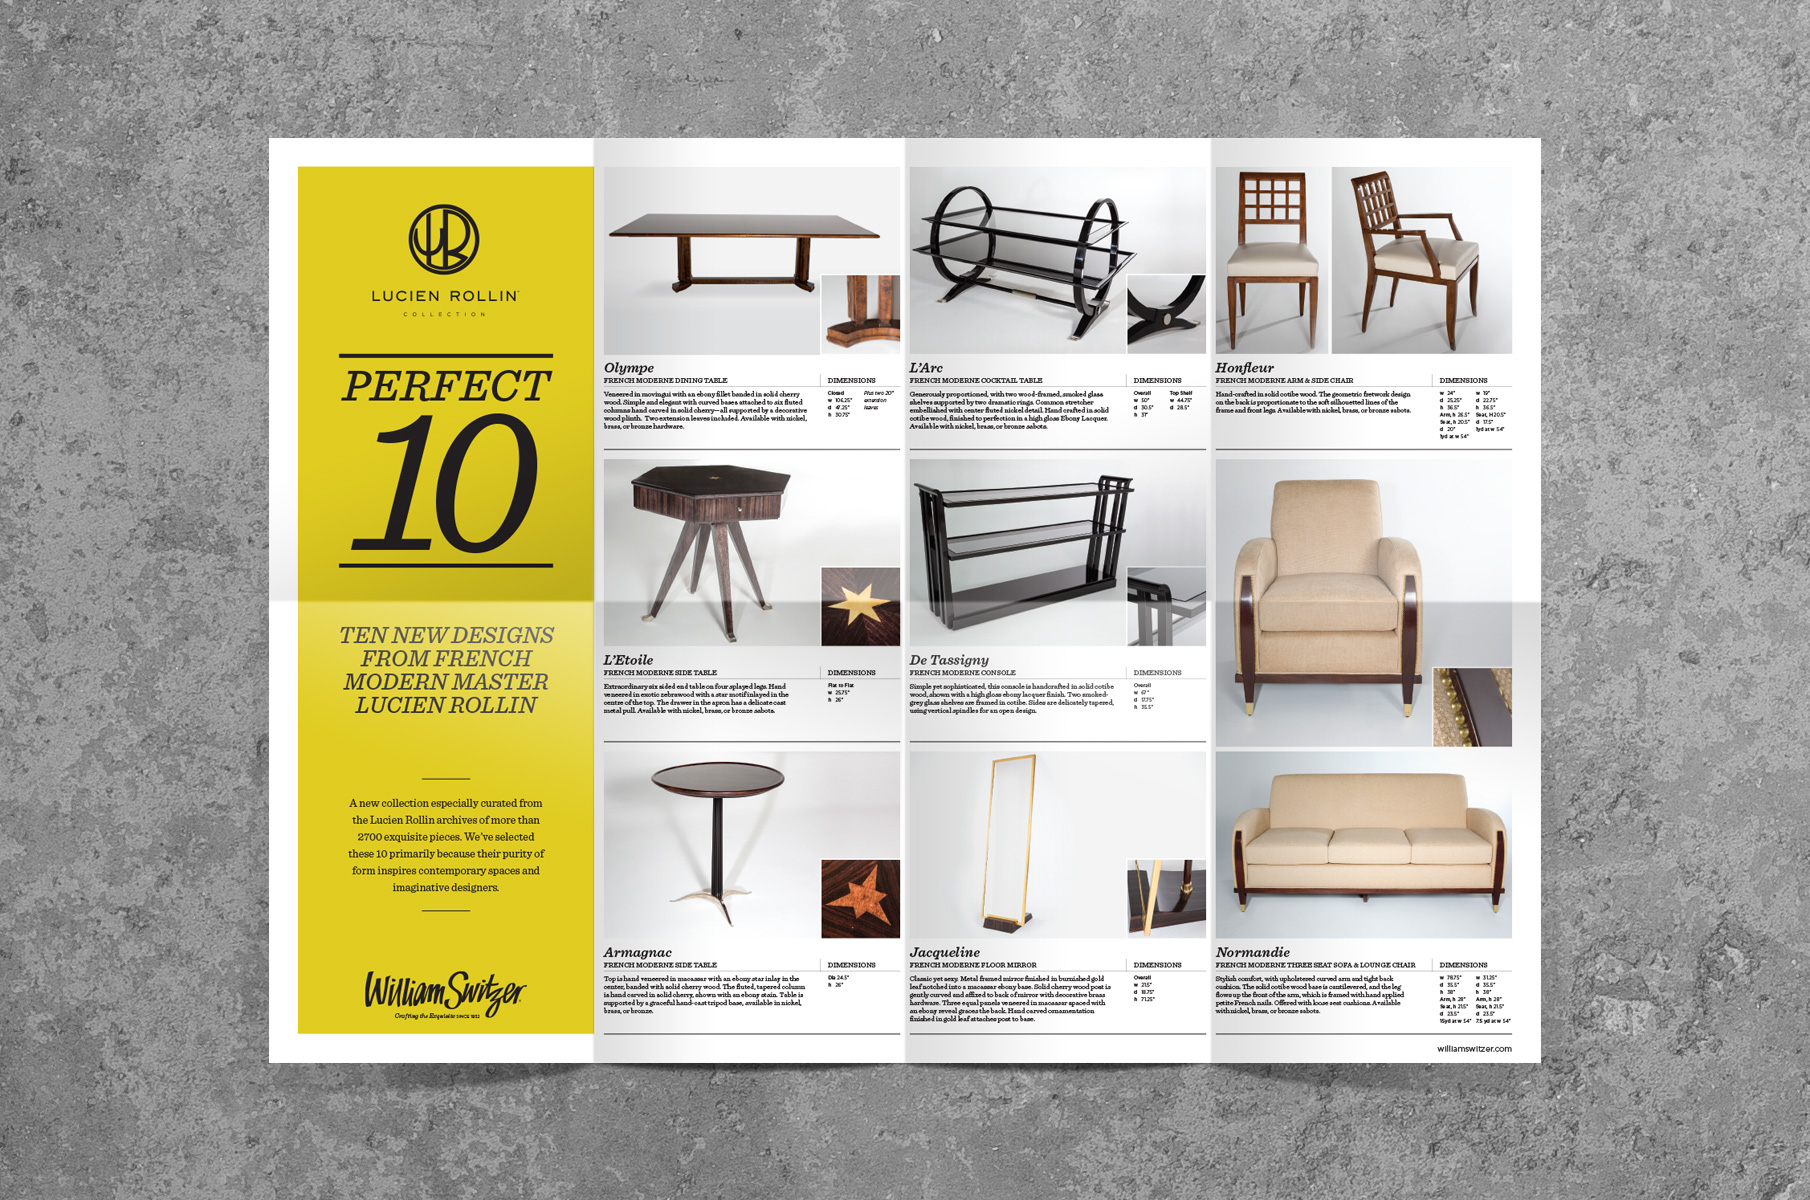 LUCIEN ROLLIN
COLLECTION
PERFECT
10
TEN NEW DESIGNS
FROM FRENCH
MODERN MASTER
LUCIEN ROLLIN
A new collection especially curated from
the Lucien Rollin archives of more than
2700 exquisite pieces. We've selected
these 10 primarily because their purity of
form inspires contemporary spaces and
imaginative designers.
William Switzer
Crafting the Exquisite SINCE 1912
Olympe
FRENCH MODERNE DINING TABLE
Veneered in movingui with an ebony fillet banded in solid cherry
wood. Simple and elegant with curved bases attached to six fluted
columns hand carved in solid cherry—all supported by a decorative
wood plinth. Two extension leaves included. Available with nickel,
brass, or bronze hardware.
DIMENSIONS
Closed
w 106.25"
d 47.25"
h 30.75"
Plus two 20"
extension
leaves
L'Arc
FRENCH MODERNE COCKTAIL TABLE
Generously proportioned, with two wood-framed, smoked glass
shelves supported by two dramatic rings. Common stretcher
embellished with center fluted nickel detail. Hand crafted in solid
cotibe wood, finished to perfection in a high gloss Ebony Lacquer.
Available with nickel, brass, or bronze sabots.
DIMENSIONS
Overall
w 50"
d 30.5"
h 31"
Top Shelf
w 44.75"
d 28.5"
Honfleur
FRENCH MODERNE ARM & SIDE CHAIR
Hand-crafted in solid cotibe wood. The geometric fretwork design
on the back is proportionate to the soft silhouetted lines of the
frame and front legs. Available with nickel, brass, or bronze sabots.
DIMENSIONS
w 24"
d 25.25"
h 36.5"
Arm, h 26.5"
Seat, h 20.5"
d 20"
1yd at w 54"
w 19"
d 22.75"
h 36.5"
Seat, H20.5"
d 17.5"
1yd at w 54"
L'Etoile
FRENCH MODERNE SIDE TABLE
Extraordinary six sided end table on four splayed legs. Hand
veneered in exotic zebrawood with a star motif inlayed in the
centre of the top. The drawer in the apron has a delicate cast
metal pull. Available with nickel, brass, or bronze sabots.
DIMENSIONS
Flat to Flat
w 25.75"
h 26"
De Tassigny
FRENCH MODERNE CONSOLE
Simple yet sophisticated, this console is handcrafted in solid cotibe
wood, shown with a high gloss ebony lacquer finish. Two smoked-
grey glass shelves are framed in cotibe. Sides are delicately tapered,
using vertical spindles for an open design.
DIMENSIONS
Overall
w 67"
d 17.75"
h 35.5"
Armagnac
FRENCH MODERNE SIDE TABLE
Top is hand veneered in macassar with an ebony star inlay in the
center, banded with solid cherry wood. The fluted, tapered column
is hand carved in solid cherry, shown with an ebony stain. Table is
supported by a graceful hand-cast tripod base, available in nickel,
brass, or bronze.
DIMENSIONS
Dia 24.5"
h 26"
Jacqueline
FRENCH MODERNE FLOOR MIRROR
Classic yet sexy. Metal framed mirror finished in burnished gold
leaf notched into a macassar ebony base. Solid cherry wood post is
gently curved and affixed to back of mirror with decorative brass
hardware. Three equal panels veneered in macassar spaced with
an ebony reveal graces the back. Hand carved ornamentation
finished in gold leaf attaches post to base.
DIMENSIONS
Overall
w 21.5"
d 18.75"
h 71.25"
Normandie
FRENCH MODERNE THREE SEAT SOFA & LOUNGE CHAIR
Stylish comfort, with upholstered curved arm and tight back
cushion. The solid cotibe wood base is cantilevered, and the leg
flows up the front of the arm, which is framed with hand applied
petite French nails. Offered with loose seat cushions. Available
with nickel, brass, or bronze sabots.
DIMENSIONS
w 78.75"
d 35.5"
h 38"
Arm, h 28"
Seat, h 21.5"
d 23.5"
15yd at w 54"
w 31.25"
d 35.5"
h 38"
Arm, h 28"
Seat, h 21.5"
d 23.5"
7.5 yd at w 54"
williamswitzer.com